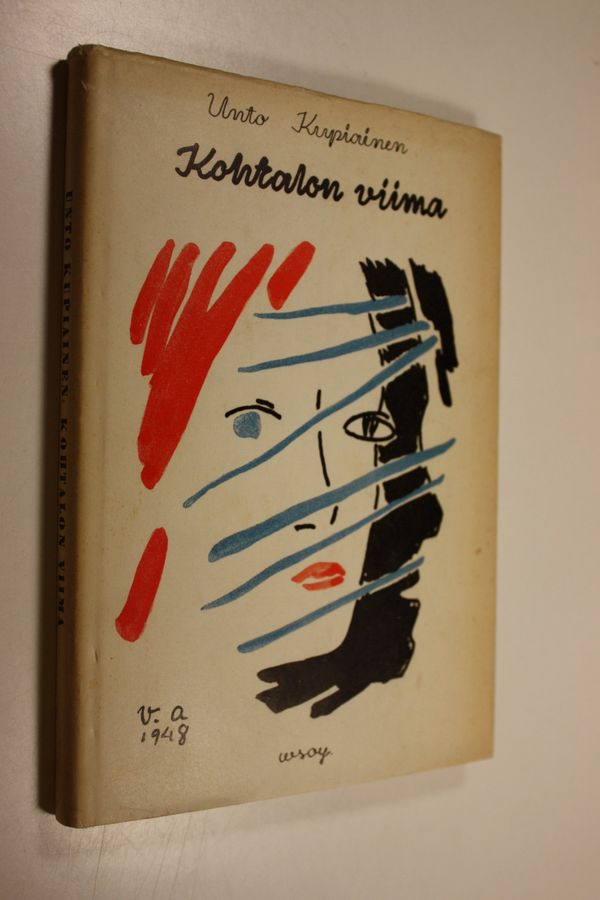 Unto Kupiainen
Kohtalon viima
V. a
1948
wsoy.
UNTO KUPIAINEN: KOHTALON VIIMA